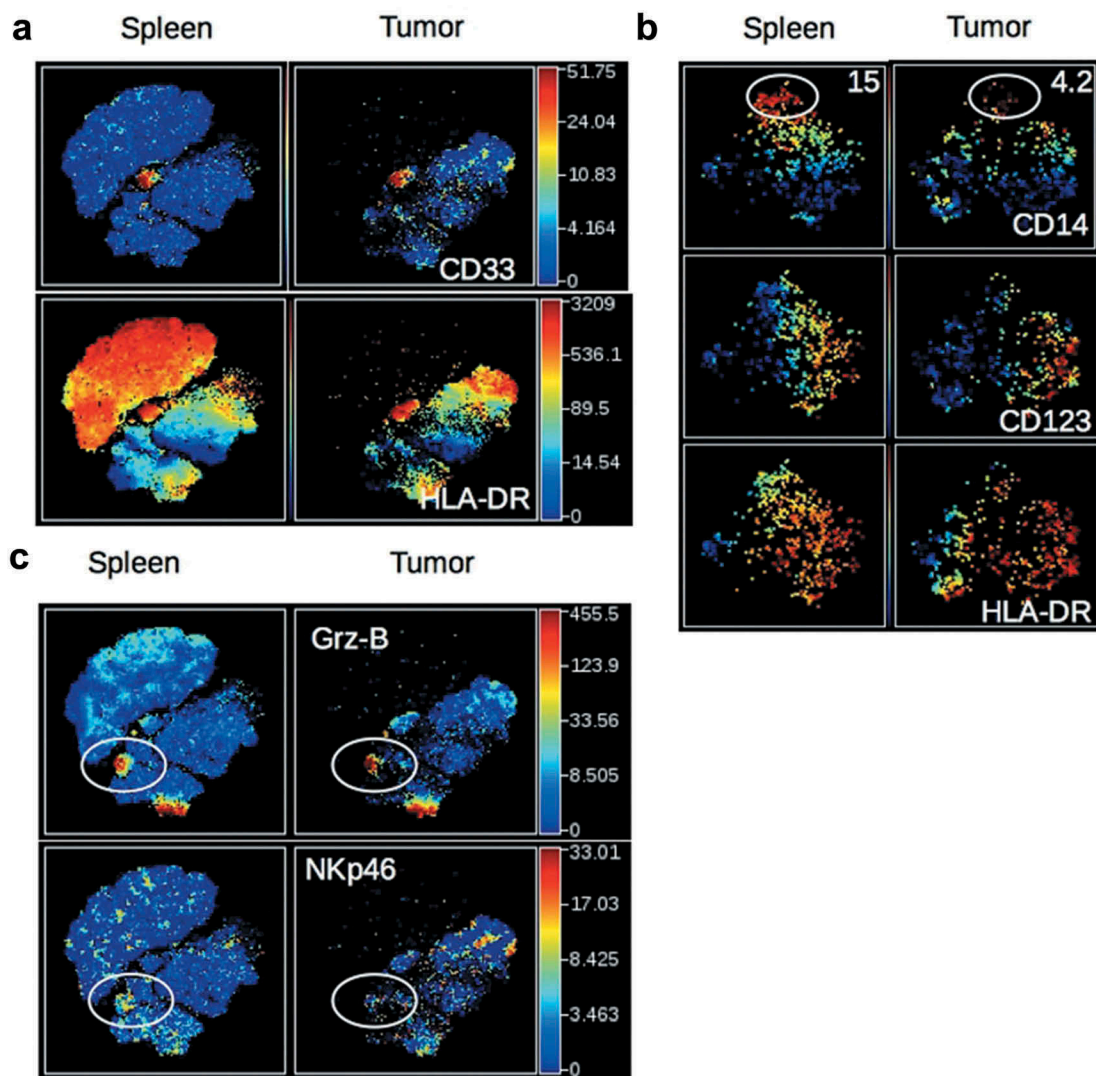 a
Spleen Tumor
51.75
24.04
10.83
4.164
0
CD33
3209
536.1
89.5
14.54
0
HLA-DR
b
Spleen Tumor
15 4.2
CD14
CD123
HLA-DR
c
Spleen Tumor
Grz-B
455.5
123.9
33.56
8.505
0
NKp46
33.01
17.03
8.425
3.463
0